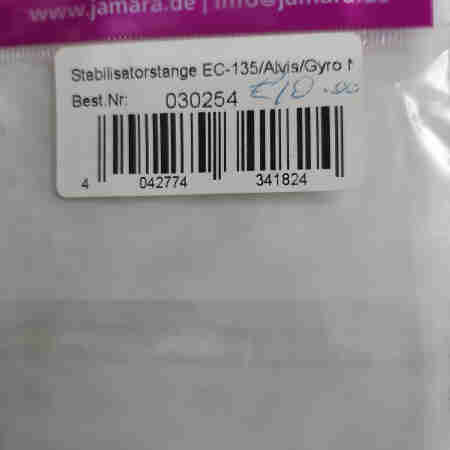 www.jamara.de | info@jamara.de
Stabilisatorstange EC-135/Alvis/Gyro
Best.Nr: 030254 £10.00
4 042774 341824